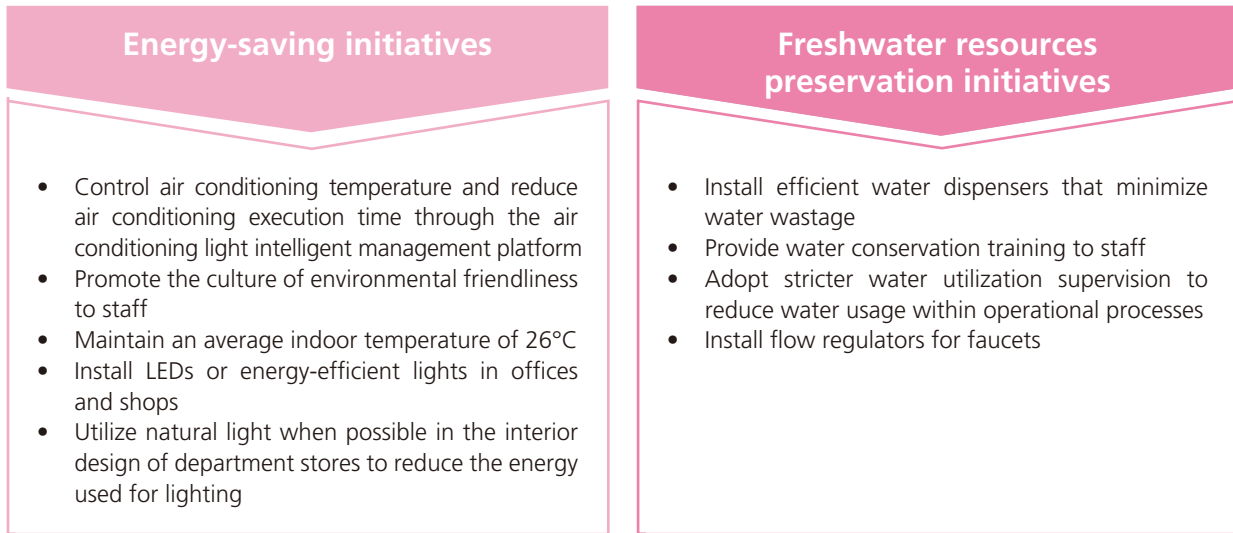 Energy-saving initiatives
• Control air conditioning temperature and reduce
air conditioning execution time through the air
conditioning light intelligent management platform
• Promote the culture of environmental friendliness
to staff
• Maintain an average indoor temperature of 26°C
• Install LEDs or energy-efficient lights in offices
and shops
• Utilize natural light when possible in the interior
design of department stores to reduce the energy
used for lighting
Freshwater resources
preservation initiatives
• Install efficient water dispensers that minimize
water wastage
• Provide water conservation training to staff
• Adopt stricter water utilization supervision to
reduce water usage within operational processes
• Install flow regulators for faucets